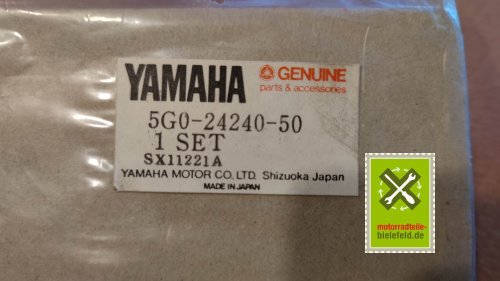 YAMAHA
GENUINE
parts & accessories
5G0-24240-50
1 SET
SX11221A
YAMAHA MOTOR CO., LTD. Shizuoka Japan
MADE IN JAPAN
motorradteile-
bielefeld.de